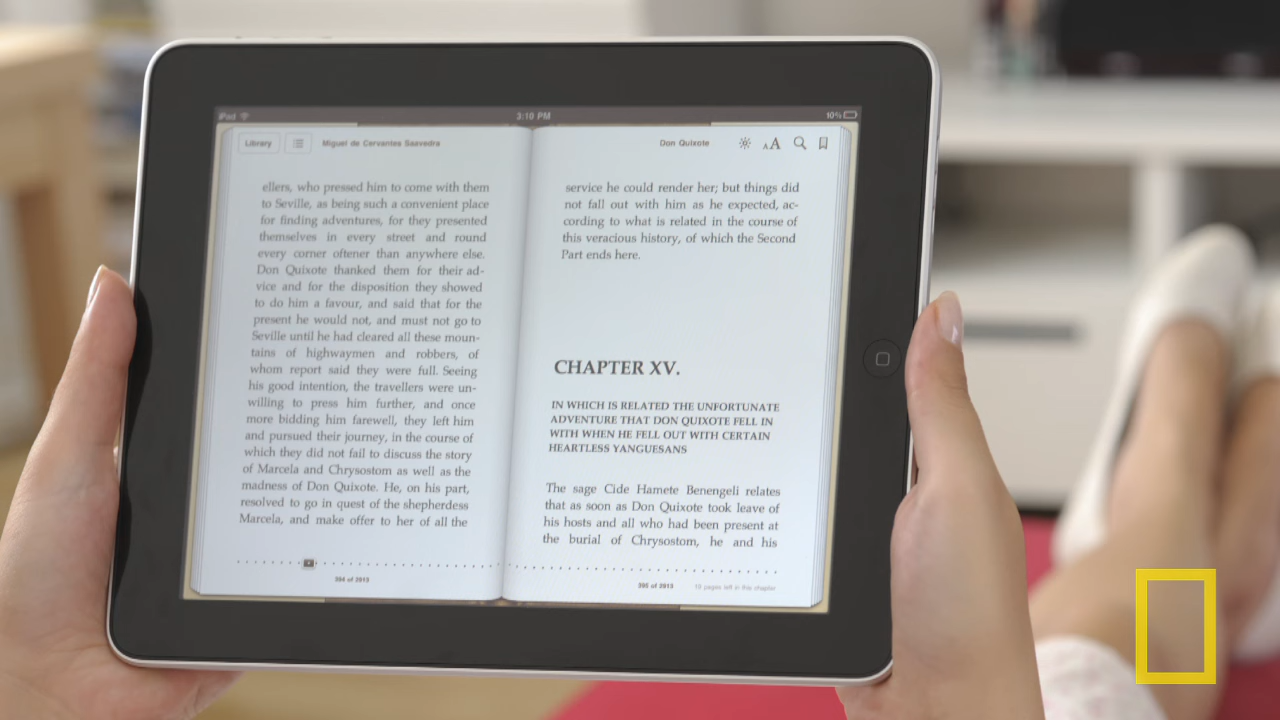 iPod
3:10 PM
10%
Library
Miguel de Cervantes Saavedra
Don Quixote
AA
ellers, who pressed him to come with them
to Seville, as being such a convenient place
for finding adventures, for they presented
themselves in every street and round
every corner oftener than anywhere else.
Don Quixote thanked them for their ad-
vice and for the disposition they showed
to do him a favour, and said that for the
present he would not, and must not go to
Seville until he had cleared all these moun-
tains of highwaymen and robbers, of
whom report said they were full. Seeing
his good intention, the travellers were un-
willing to press him further, and once
more bidding him farewell, they left him
and pursued their journey, in the course of
which they did not fail to discuss the story
of Marcela and Chrysostom as well as the
madness of Don Quixote. He, on his part,
resolved to go in quest of the shepherdess
Marcela, and make offer to her of all the
394 of 3913
service he could render her; but things did
not fall out with him as he expected, ac-
cording to what is related in the course of
this veracious history, of which the Second
Part ends here.
CHAPTER XV.
IN WHICH IS RELATED THE UNFORTUNATE
ADVENTURE THAT DON QUIXOTE FELL IN
WITH WHEN HE FELL OUT WITH CERTAIN
HEARTLESS YANGUESANS
The sage Cide Hamete Benengeli relates
that as soon as Don Quixote took leave of
his hosts and all who had been present at
the burial of Chrysostom, he and his
395 of 3913
pages left in this chapter